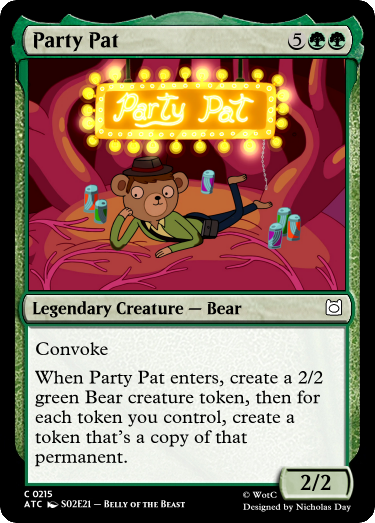 Party Pat 5
Party Pat
Legendary Creature — Bear
Convoke
When Party Pat enters, create a 2/2
green Bear creature token, then for
each token you control, create a
token that's a copy of that
permanent.
2/2
C 0215
ATC S02E21 – Belly of the Beast
© WotC
Designed by Nicholas Day